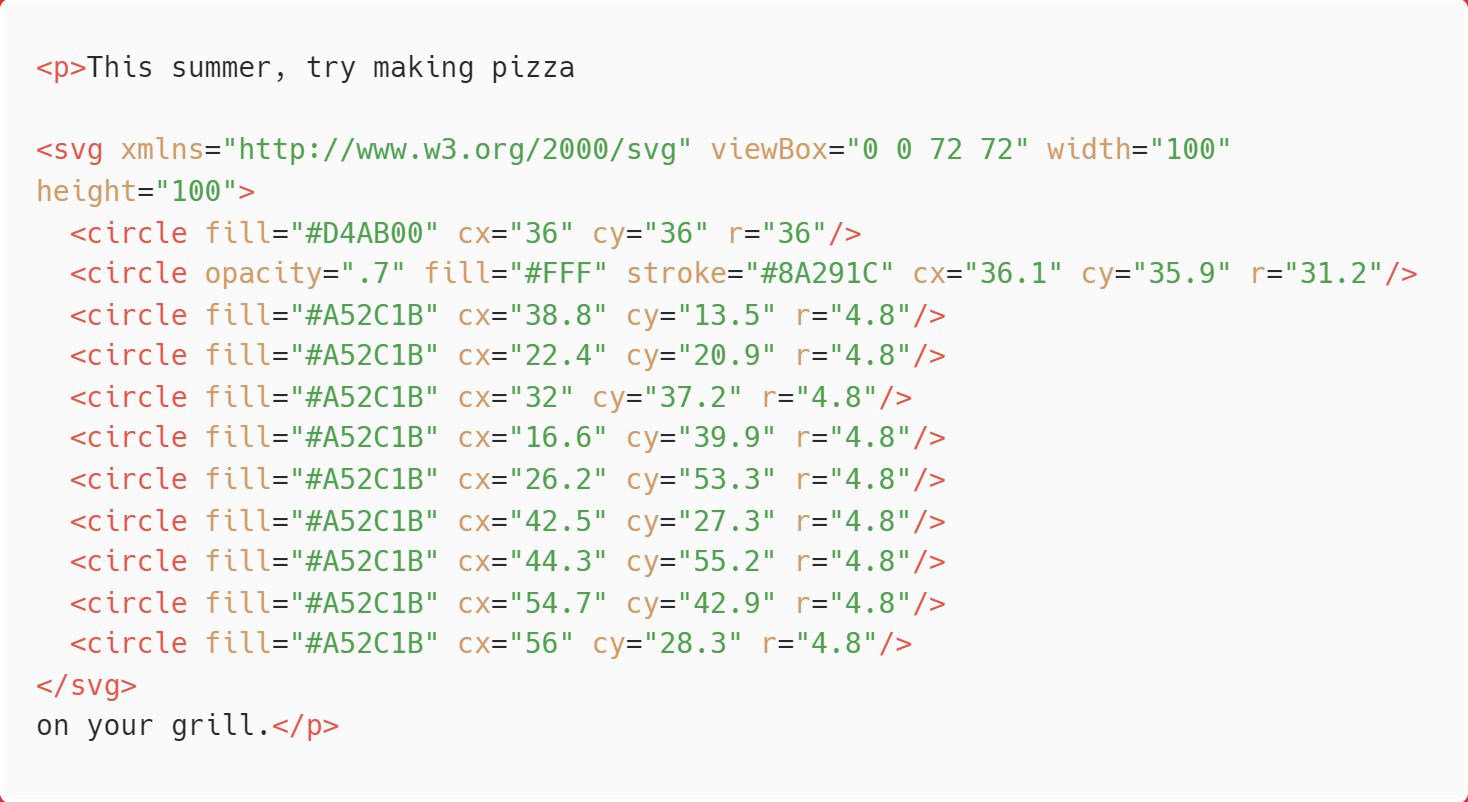 <p>This summer, try making pizza
<svg xmlns="http://www.w3.org/2000/svg" viewBox="0 0 72 72" width="100"
height="100">
<circle fill="#D4AB00" cx="36" cy="36" r="36"/>
<circle opacity=".7" fill="#FFF" stroke="#8A291C" cx="36.1" cy="35.9" r="31.2"/>
<circle fill="#A52C1B" cx="38.8" cy="13.5" r="4.8"/>
<circle fill="#A52C1B" cx="22.4" cy="20.9" r="4.8"/>
<circle fill="#A52C1B" cx="32" cy="37.2" r="4.8"/>
<circle fill="#A52C1B" cx="16.6" cy="39.9" r="4.8"/>
<circle fill="#A52C1B" cx="26.2" cy="53.3" r="4.8"/>
<circle fill="#A52C1B" cx="42.5" cy="27.3" r="4.8"/>
<circle fill="#A52C1B" cx="44.3" cy="55.2" r="4.8"/>
<circle fill="#A52C1B" cx="54.7" cy="42.9" r="4.8"/>
<circle fill="#A52C1B" cx="56" cy="28.3" r="4.8"/>
</svg>
on your grill.</p>